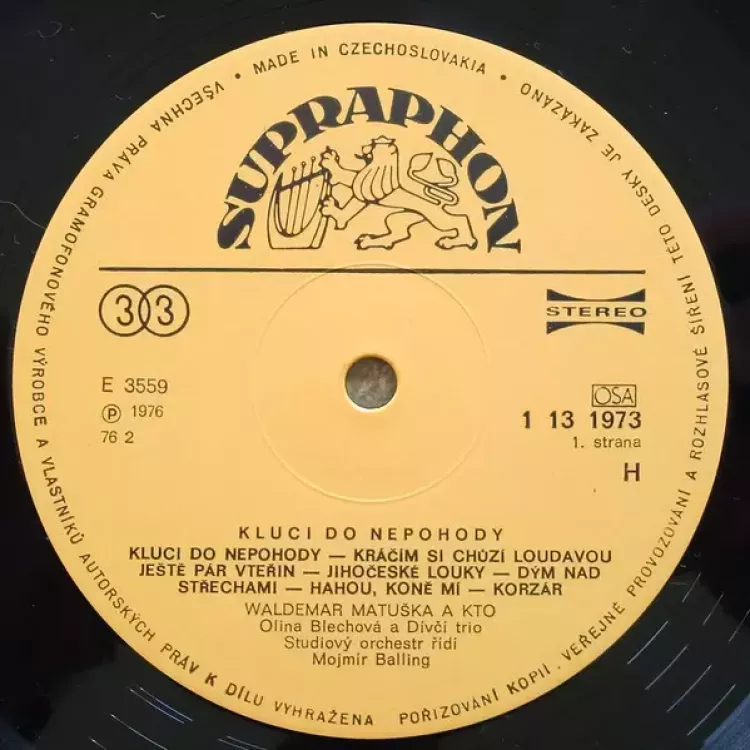 • MADE IN CZECHOSLOVAKIA •
VŠECHNA PRÁVA GRAMOFONOVÉHO VÝROBCE A VLASTNÍKŮ AUTORSKÝCH PRÁV K DÍLU VYHRAŽENA
POŘIZOVÁNÍ KOPIÍ, VEŘEJNÉ PROVOZOVÁNÍ A ROZHLASOVÉ ŠÍŘENÍ TÉTO DESKY JE ZAKÁZÁNO
SUPRAPHON
33
STEREO
E 3559
Ⓟ 1976
76 2
OSA
1 13 1973
1. strana
H
KLUCI DO NEPOHODY
KLUCI DO NEPOHODY — KRÁČÍM SI CHŮZÍ LOUDAVOU
JEŠTĚ PÁR VTEŘIN — JIHOČESKÉ LOUKY — DÝM NAD
STŘECHAMI — HAHOU, KONĚ MÍ — KORZÁR
WALDEMAR MATUŠKA A KTO
Olina Blechová a Dívčí trio
Studiový orchestr řídí
Mojmír Balling